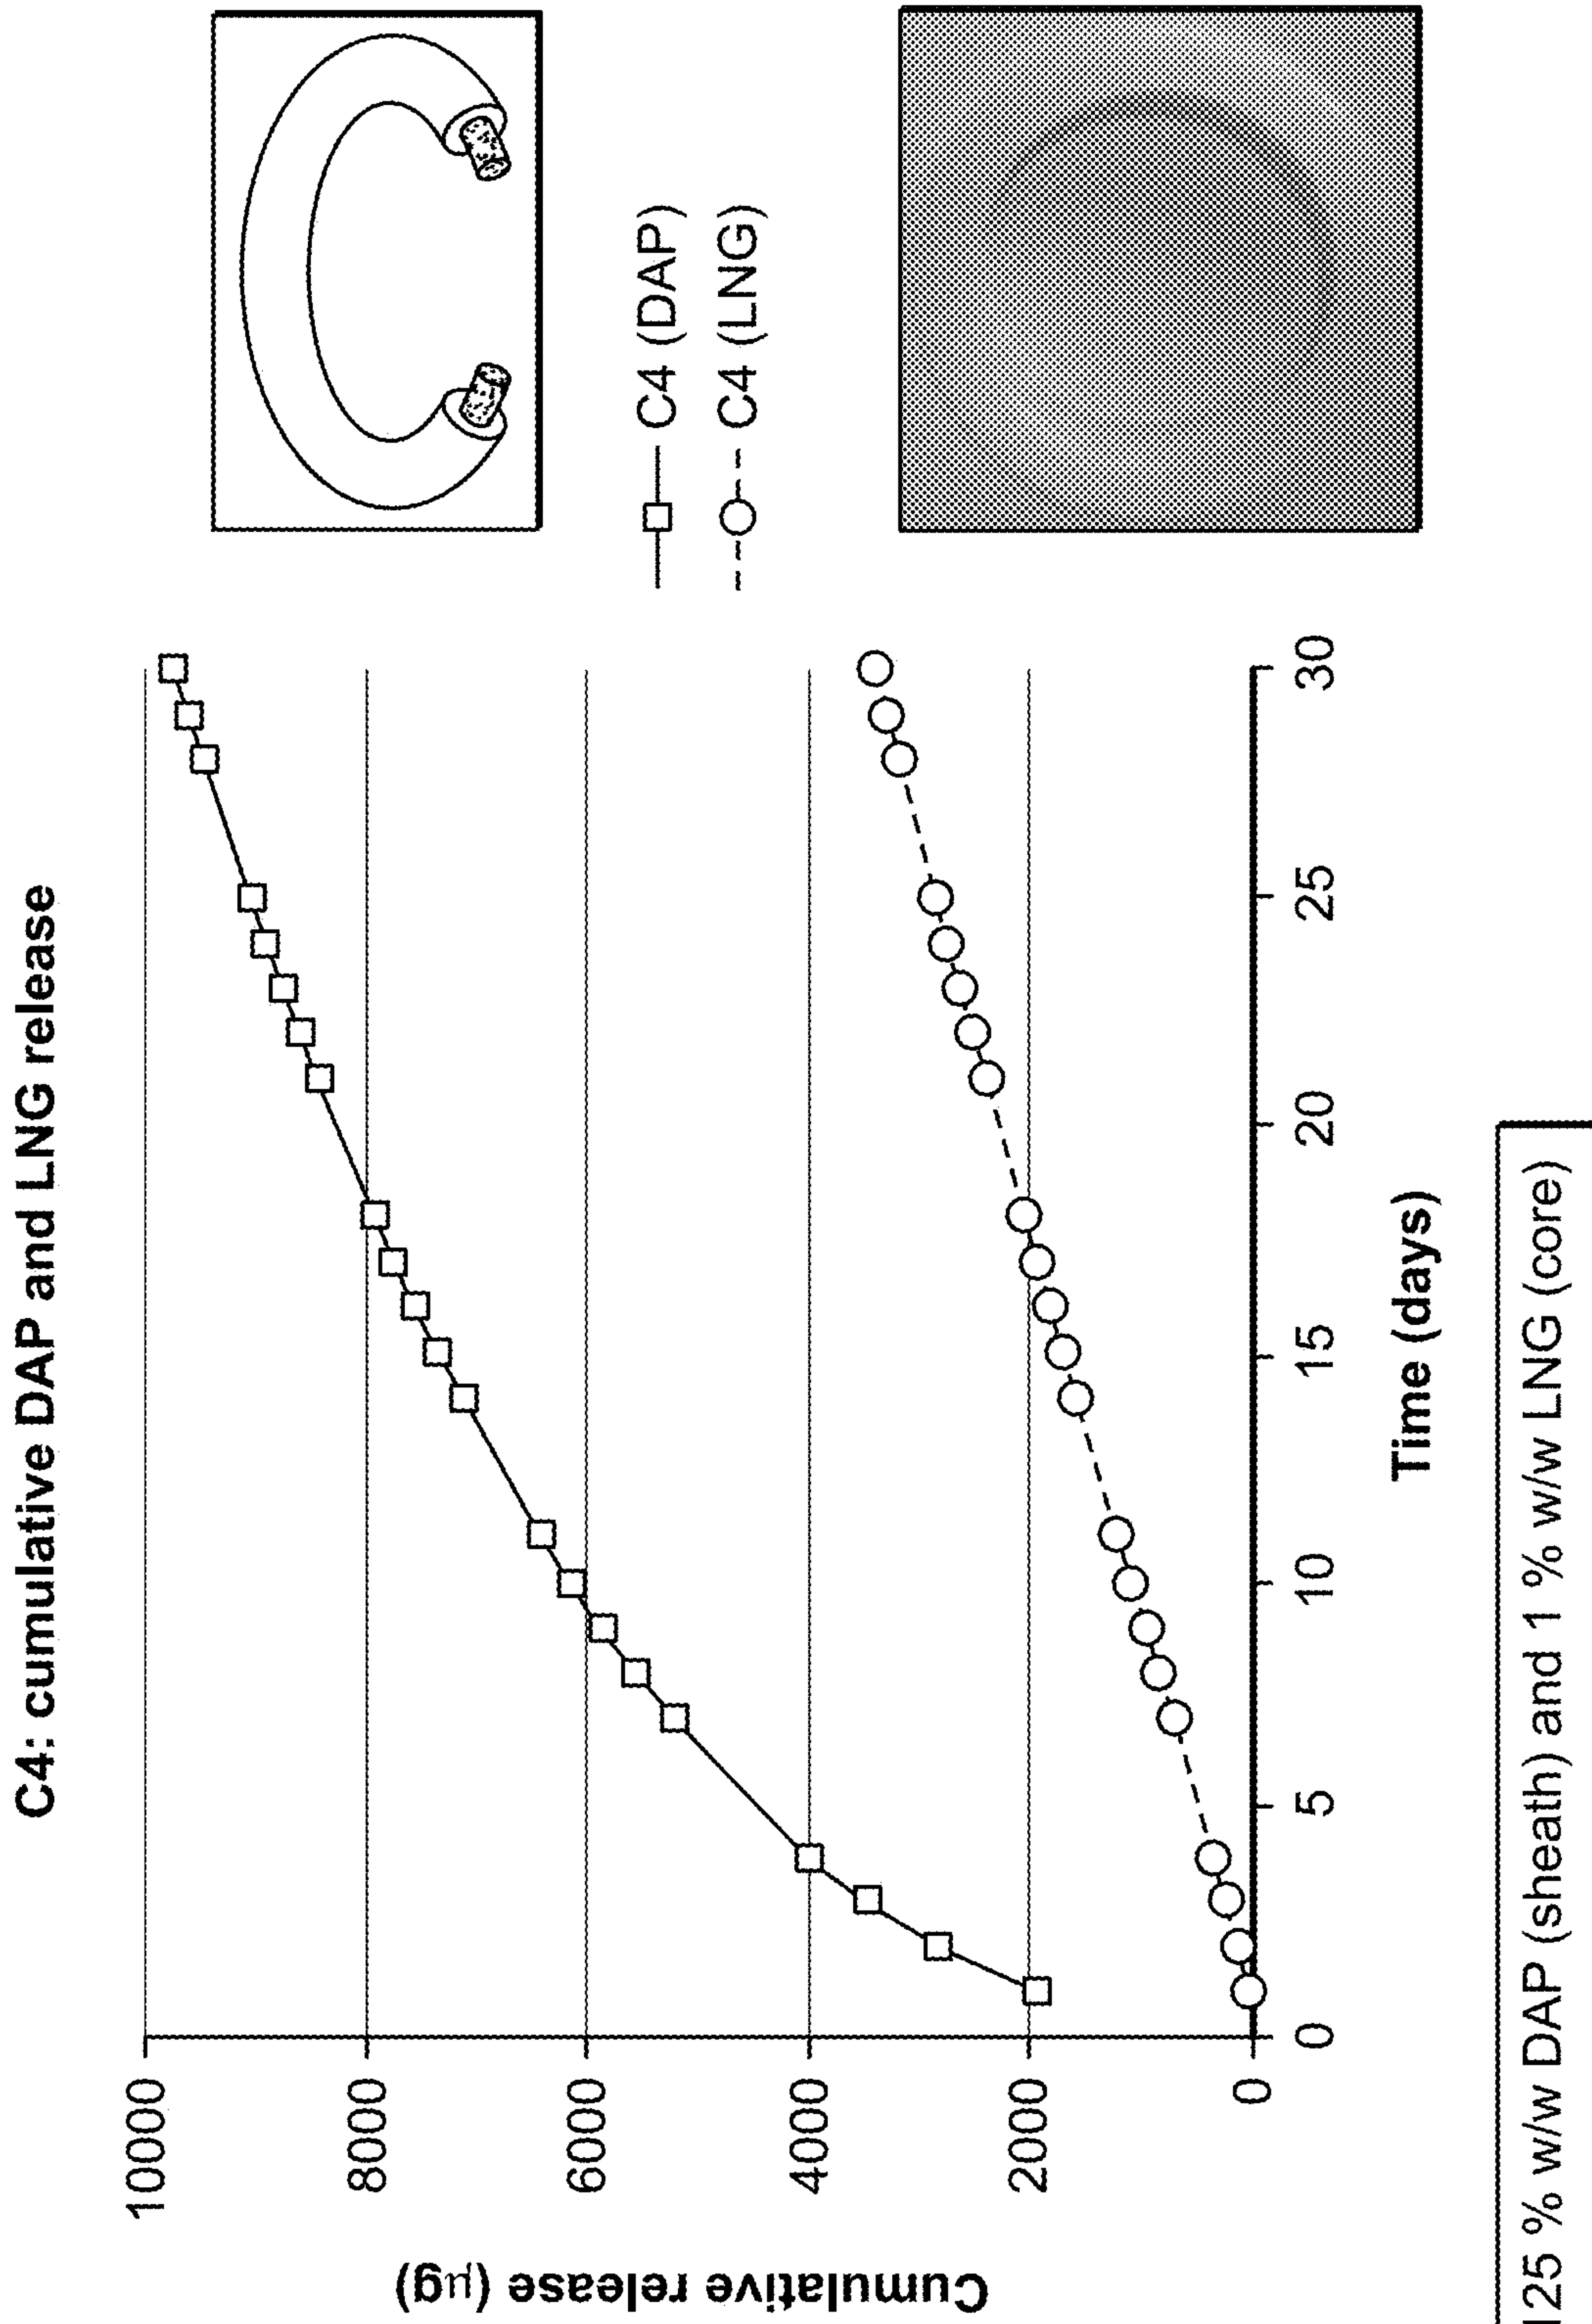 C4: cumulative DAP and LNG release
Cumulative release (µg)
10000
8000
6000
4000
2000
0
0 5 10 15 20 25 30
Time (days)
C4 (DAP)
C4 (LNG)
% w/w DAP (sheath) and 1 % w/w LNG (core)